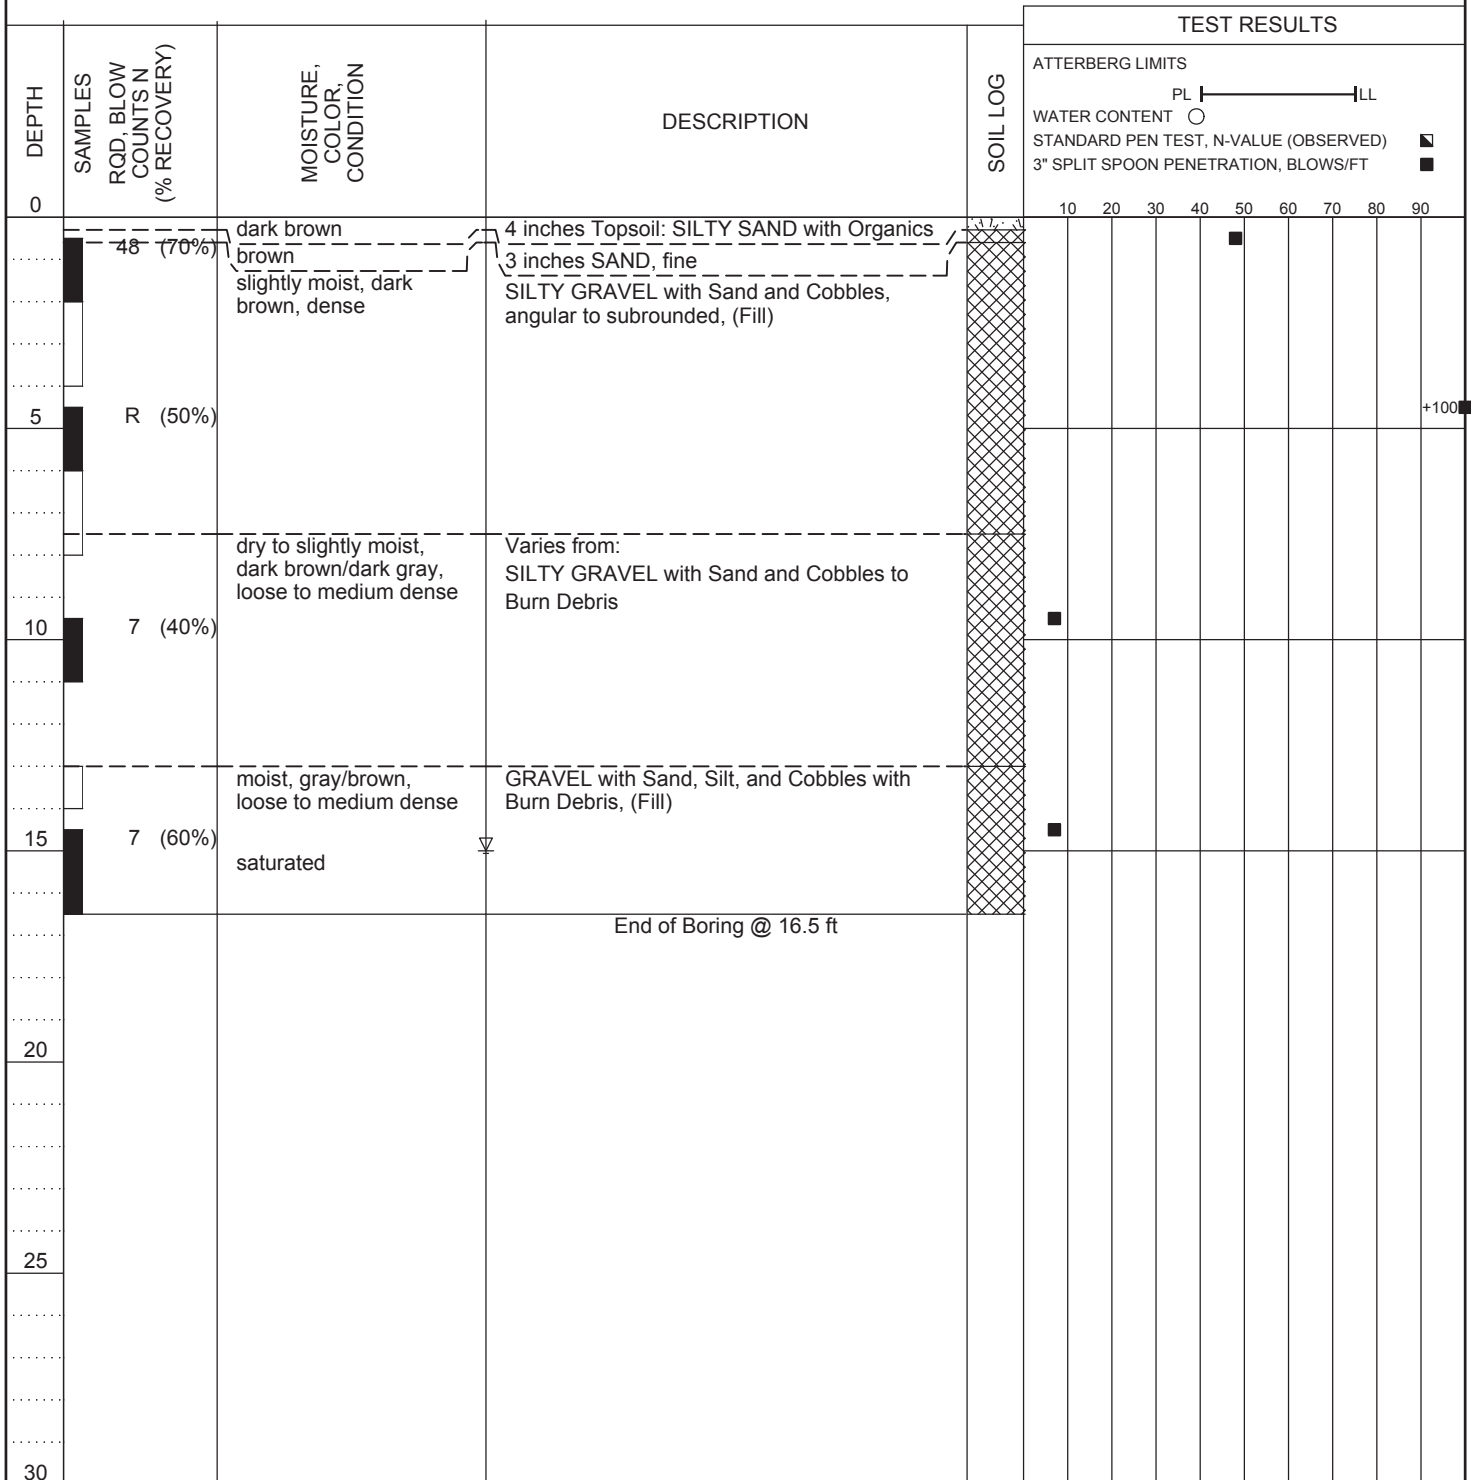 TEST RESULTS
DEPTH
SAMPLES
RQD, BLOW
COUNTS N
(% RECOVERY)
MOISTURE,
COLOR,
CONDITION
DESCRIPTION
SOIL LOG
ATTERBERG LIMITS
PL LL
WATER CONTENT
STANDARD PEN TEST, N-VALUE (OBSERVED)
3" SPLIT SPOON PENETRATION, BLOWS/FT
0
10 20 30 40 50 60 70 80 90
dark brown
4 inches Topsoil: SILTY SAND with Organics
48 (70%)
brown
3 inches SAND, fine
slightly moist, dark
brown, dense
SILTY GRAVEL with Sand and Cobbles,
angular to subrounded, (Fill)
5
R (50%)
+100
dry to slightly moist,
dark brown/dark gray,
loose to medium dense
Varies from:
SILTY GRAVEL with Sand and Cobbles to
Burn Debris
10
7 (40%)
moist, gray/brown,
loose to medium dense
GRAVEL with Sand, Silt, and Cobbles with
Burn Debris, (Fill)
15
7 (60%)
saturated
End of Boring @ 16.5 ft
20
25
30